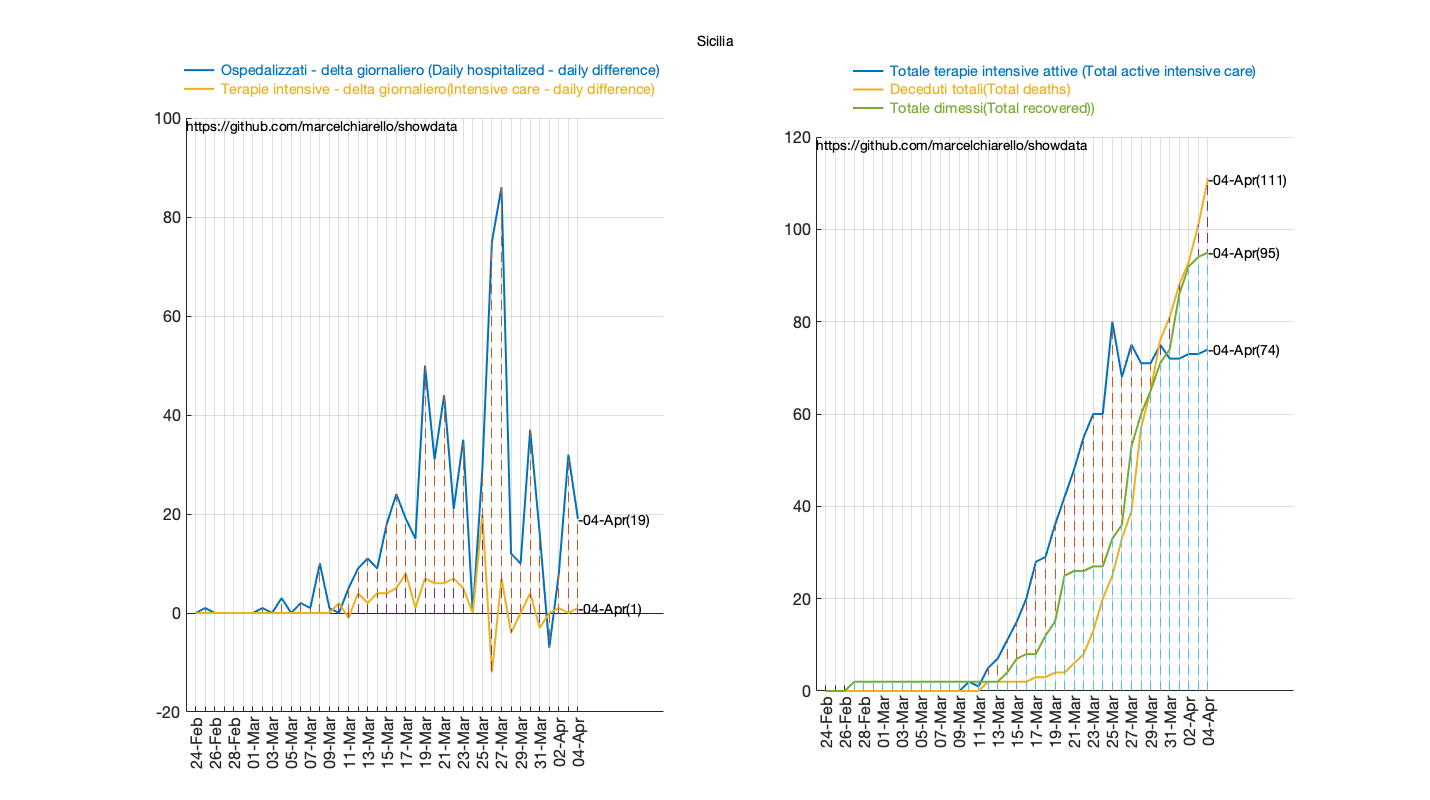 Sicilia
Ospedalizzati - delta giornaliero (Daily hospitalized - daily difference)
Terapie intensive - delta giornaliero(Intensive care - daily difference)
100
https://github.com/marcelchiarello/showdata
80
60
40
20
-04-Apr(19)
0
-04-Apr(1)
-20
24-Feb
26-Feb
28-Feb
01-Mar
03-Mar
05-Mar
07-Mar
09-Mar
11-Mar
13-Mar
15-Mar
17-Mar
19-Mar
21-Mar
23-Mar
25-Mar
27-Mar
29-Mar
31-Mar
02-Apr
04-Apr
Totale terapie intensive attive (Total active intensive care)
Deceduti totali(Total deaths)
Totale dimessi(Total recovered))
120
https://github.com/marcelchiarello/showdata
-04-Apr(111)
100
-04-Apr(95)
80
-04-Apr(74)
60
40
20
0
24-Feb
26-Feb
28-Feb
01-Mar
03-Mar
05-Mar
07-Mar
09-Mar
11-Mar
13-Mar
15-Mar
17-Mar
19-Mar
21-Mar
23-Mar
25-Mar
27-Mar
29-Mar
31-Mar
02-Apr
04-Apr